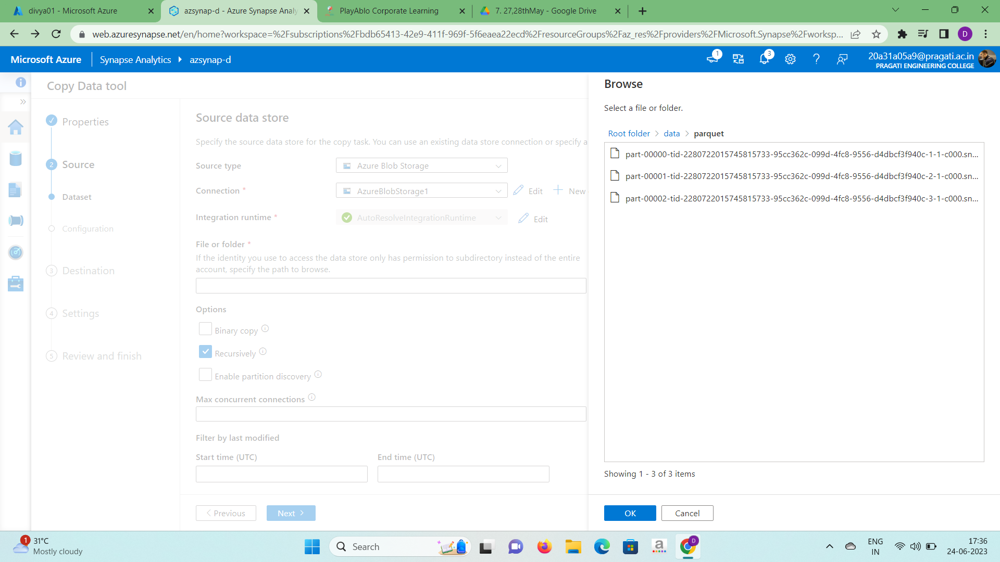 divya01 - Microsoft Azure
azsynap-d - Azure Synapse Analy
PlayAblo Corporate Learning
7. 27,28thMay - Google Drive
web.azuresynapse.net/en/home?workspace=%2Fsubscriptions%2Fbdb65413-42e9-411f-969f-5f6eaea22ecd%2FresourceGroups%2Faz_res%2Fproviders%2FMicrosoft.Synapse%2Fworksp...
D
Microsoft Azure
Synapse Analytics
azsynap-d
1
3
20a31a05a9@pragati.ac.in
PRAGATI ENGINEERING COLLEGE
Copy Data tool
Properties
2 Source
Dataset
Configuration
3 Destination
4 Settings
5 Review and finish
Source data store
Specify the source data store for the copy task. You can use an existing data store connection or specify a
Source type
Azure Blob Storage
Connection *
AzureBlobStorage1
Edit
New
Integration runtime *
AutoResolveIntegrationRuntime
Edit
File or folder *
If the identity you use to access the data store only has permission to subdirectory instead of the entire
account, specify the path to browse.
Options
Binary copy
Recursively
Enable partition discovery
Max concurrent connections
Filter by last modified
Start time (UTC)
End time (UTC)
Previous
Next
Browse
Select a file or folder.
Root folder > data > parquet
part-00000-tid-2280722015745815733-95cc362c-099d-4fc8-9556-d4dbcf3f940c-1-1-c000.sn...
part-00001-tid-2280722015745815733-95cc362c-099d-4fc8-9556-d4dbcf3f940c-2-1-c000.sn...
part-00002-tid-2280722015745815733-95cc362c-099d-4fc8-9556-d4dbcf3f940c-3-1-c000.sn...
Showing 1 - 3 of 3 items
OK
Cancel
1
31°C
Mostly cloudy
Search
a
D
ENG
IN
17:36
24-06-2023